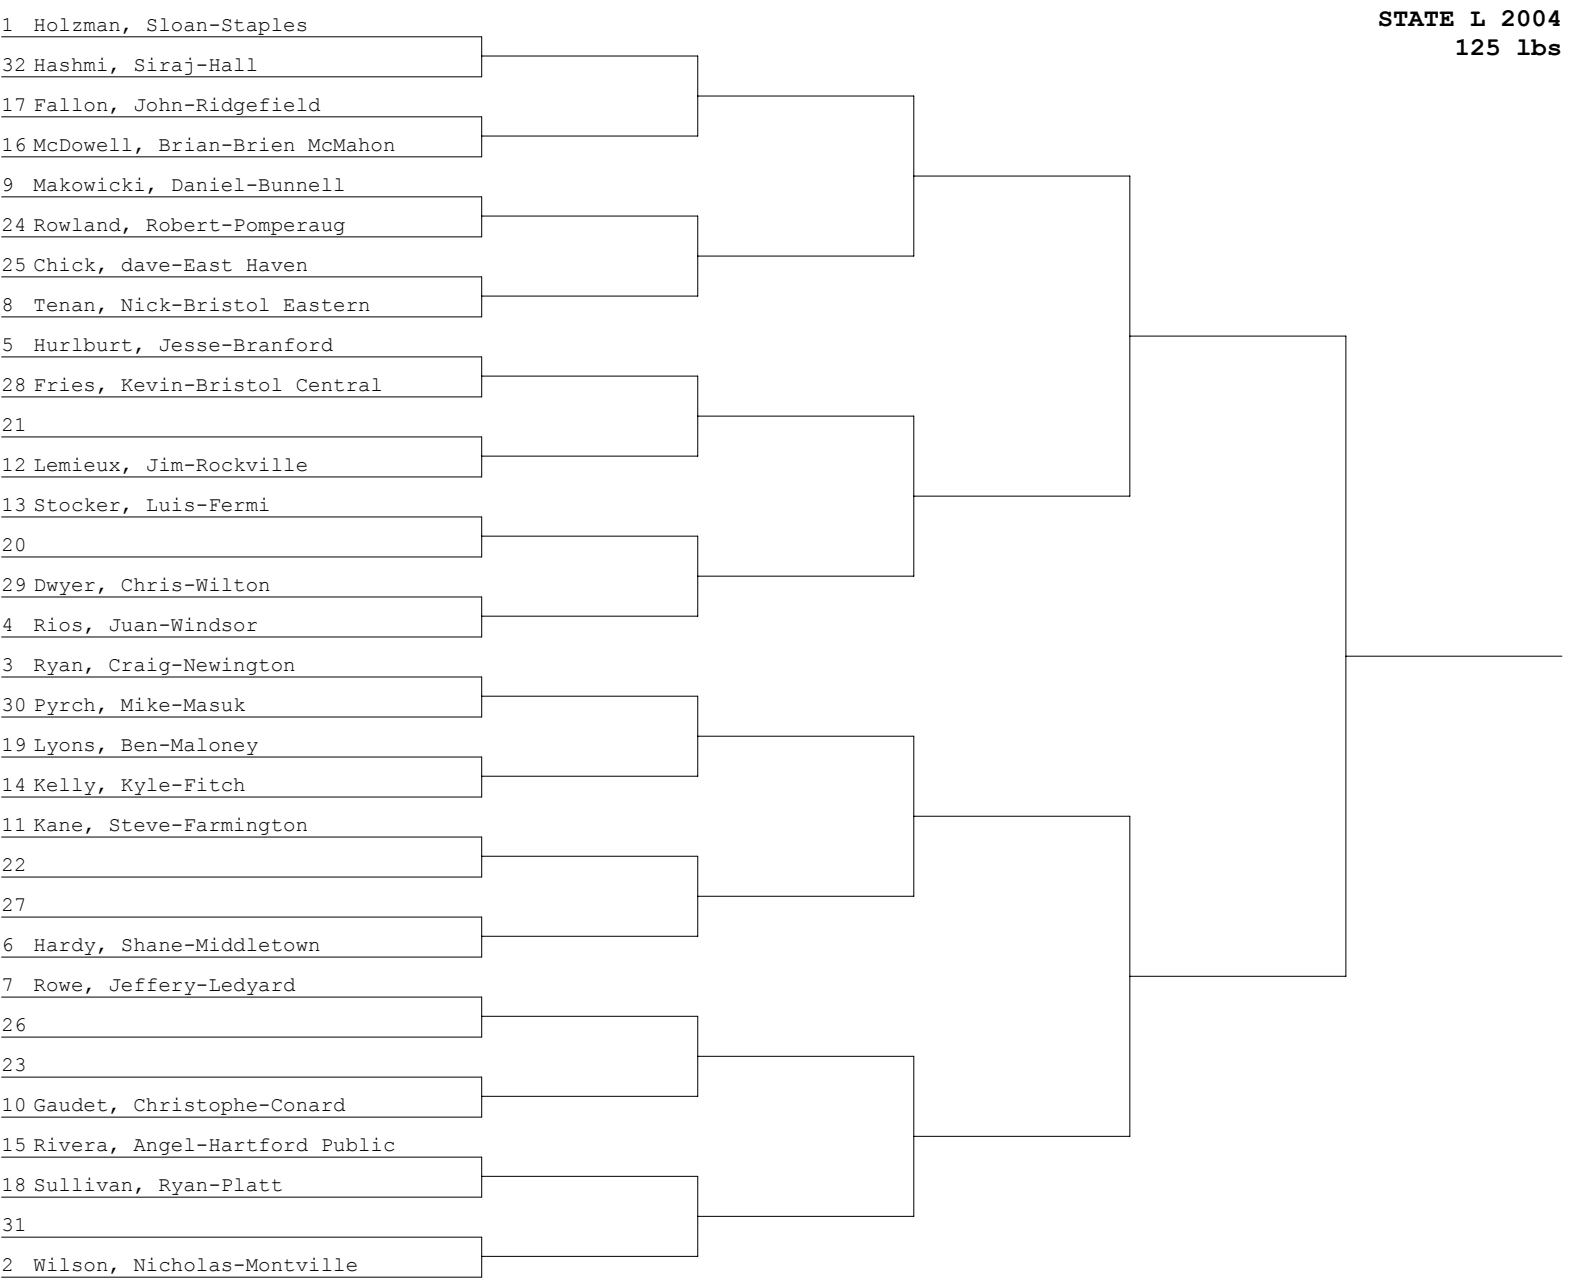 STATE L 2004
125 lbs
1 Holzman, Sloan-Staples
32 Hashmi, Siraj-Hall
17 Fallon, John-Ridgefield
16 McDowell, Brian-Brien McMahon
9 Makowicki, Daniel-Bunnell
24 Rowland, Robert-Pomperaug
25 Chick, dave-East Haven
8 Tenan, Nick-Bristol Eastern
5 Hurlburt, Jesse-Branford
28 Fries, Kevin-Bristol Central
21
12 Lemieux, Jim-Rockville
13 Stocker, Luis-Fermi
20
29 Dwyer, Chris-Wilton
4 Rios, Juan-Windsor
3 Ryan, Craig-Newington
30 Pyrch, Mike-Masuk
19 Lyons, Ben-Maloney
14 Kelly, Kyle-Fitch
11 Kane, Steve-Farmington
22
27
6 Hardy, Shane-Middletown
7 Rowe, Jeffery-Ledyard
26
23
10 Gaudet, Christophe-Conard
15 Rivera, Angel-Hartford Public
18 Sullivan, Ryan-Platt
31
2 Wilson, Nicholas-Montville